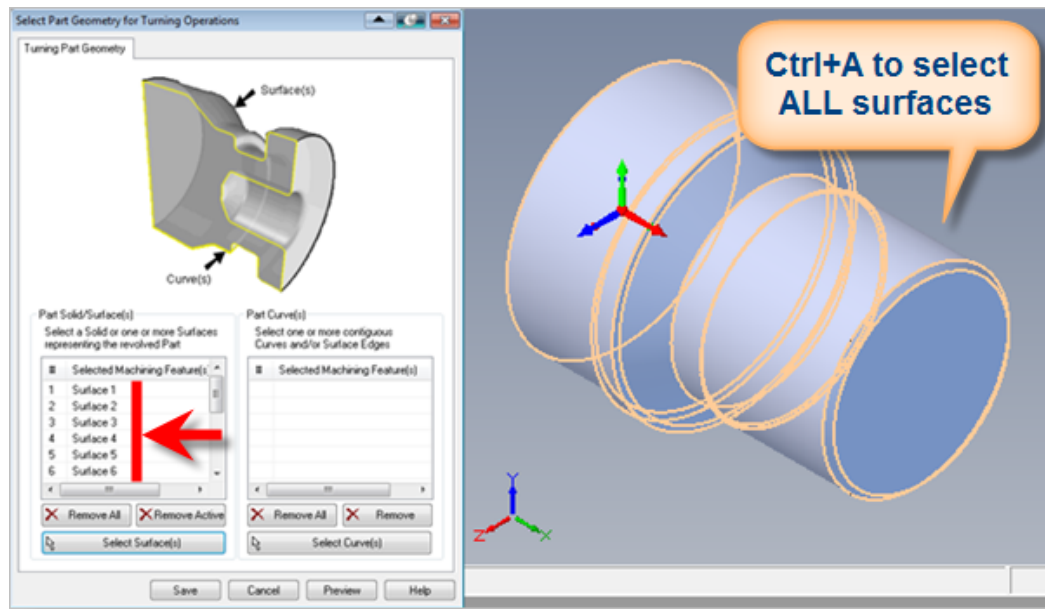 Select Part Geometry for Turning Operations
Turning Part Geometry
Surface(s)
Curve(s)
Part Solid/Surface(s)
Select a Solid or one or more Surfaces
representing the revolved Part
# Selected Machining Feature(s
1 Surface 1
2 Surface 2
3 Surface 3
4 Surface 4
5 Surface 5
6 Surface 6
Remove All Remove Active
Select Surface(s)
Part Curve(s)
Select one or more contiguous
Curves and/or Surface Edges
# Selected Machining Feature(s)
Remove All Remove
Select Curve(s)
Save Cancel Preview Help
Ctrl+A to select
ALL surfaces
Y
Z X